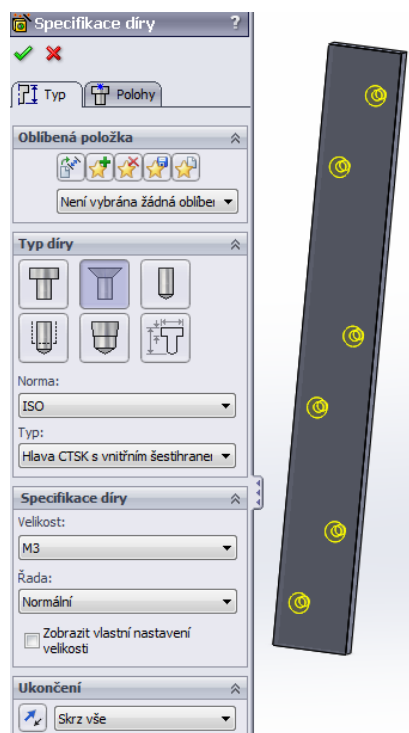 Specifikace díry ?
Typ Polohy
Oblíbená položka
Není vybrána žádná oblíbe
Typ díry
Norma:
ISO
Typ:
Hlava CTSK s vnitřním šestihrane
Specifikace díry
Velikost:
M3
Řada:
Normální
Zobrazit vlastní nastavení
velikosti
Ukončení
Skrz vše